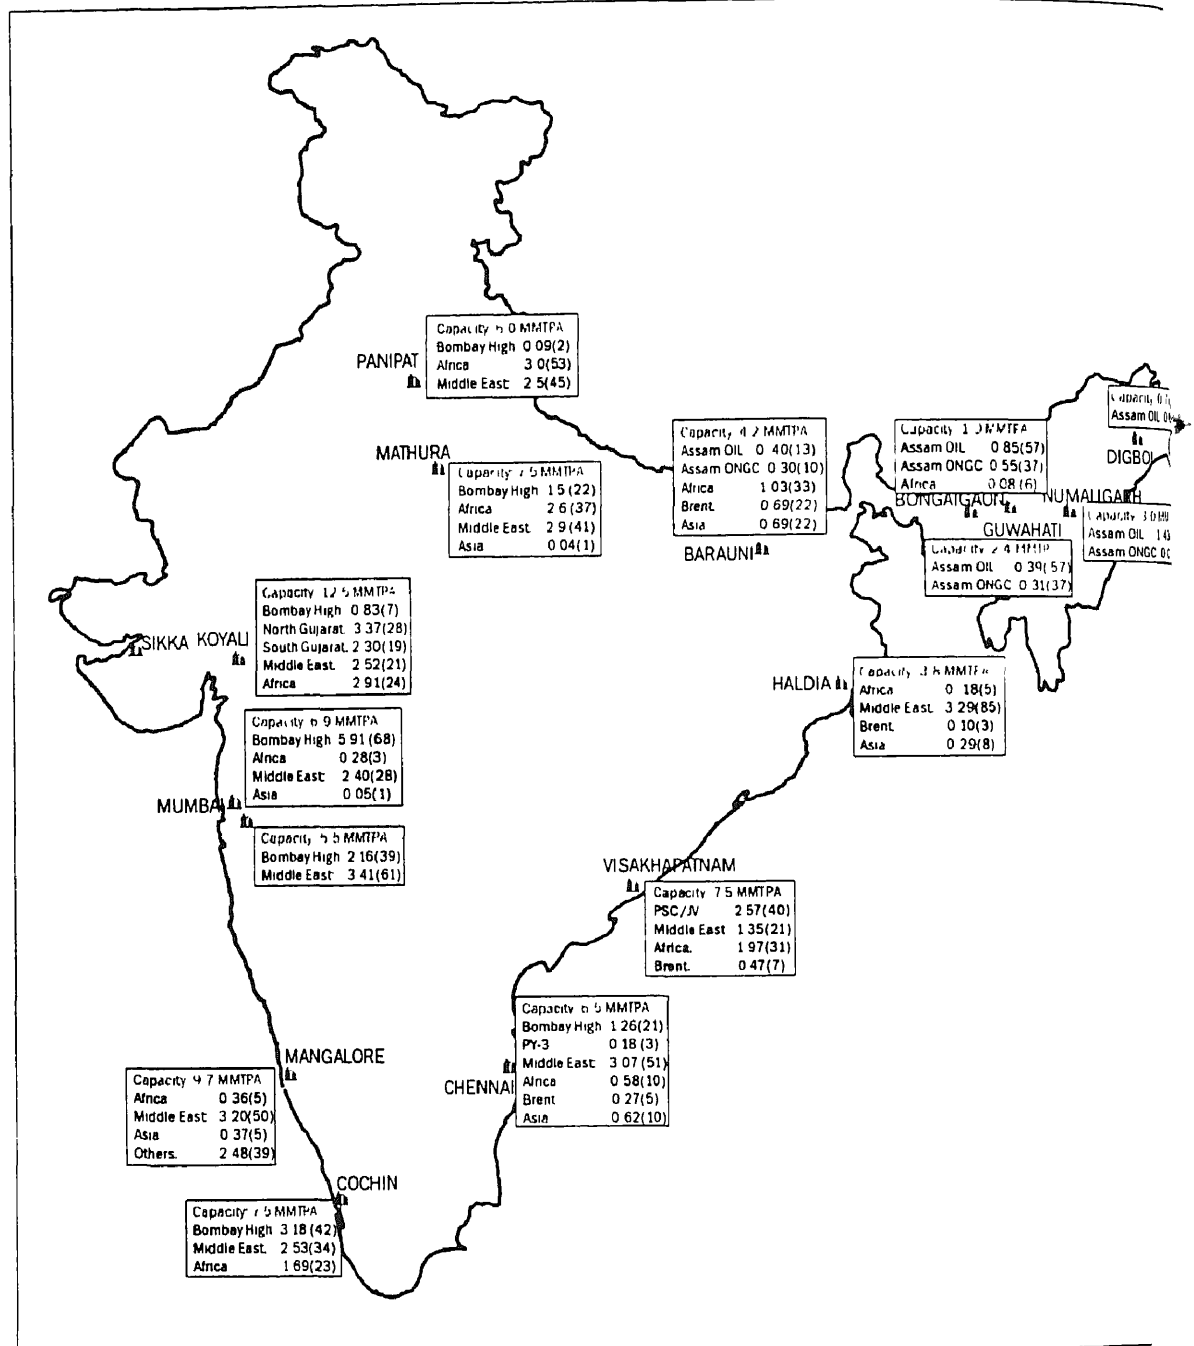 PANIPAT
Capacity 6 0 MMTPA
Bombay High 0 09(2)
Africa 3 0(53)
Middle East 2 5(45)
MATHURA
Capacity 7 5 MMTPA
Bombay High 1 5 (22)
Africa 2 6 (37)
Middle East 2 9(41)
Asia 0 04(1)
Capacity 4 2 MMTPA
Assam OIL 0 40(13)
Assam ONGC 0 30(10)
Africa 1 03(33)
Brent. 0 69(22)
Asia 0 69(22)
BARAUNI
Capacity MMTPA
Assam OIL 0 85(57)
Assam ONGC 0 55(37)
Africa 0 08 (6)
BONGAIGAON
Capacity
Assam OIL
DIGBOI
NUMALIGARH
Capacity 3 0
Assam OIL
Assam ONGC
GUWAHATI
Capacity
Assam OIL 0 39( 57)
Assam ONGC 0 31(37)
SIKKA
KOYALI
Capacity 12 5 MMTPA
Bombay High 0 83(7)
North Gujarat. 3 37(28)
South Gujarat. 2 30(19)
Middle East 2 52(21)
Africa 2 91(24)
HALDIA
Capacity MMTPA
Africa 0 18(5)
Middle East 3 29(85)
Brent 0 10(3)
Asia 0 29(8)
Capacity 6 9 MMTPA
Bombay High 5 91 (68)
Africa 0 28(3)
Middle East 2 40(28)
Asia 0 05(1)
MUMBAI
Capacity 5 5 MMTPA
Bombay High 2 16(39)
Middle East 3 41(61)
VISAKHAPATNAM
Capacity 7 5 MMTPA
PSC/JV 2 57(40)
Middle East 1 35(21)
Africa. 1 97(31)
Brent. 0 47(7)
Capacity 6 5 MMTPA
Bombay High 1 26(21)
PY-3 0 18 (3)
Middle East 3 07 (51)
Africa 0 58(10)
Brent 0 27(5)
Asia 0 62(10)
CHENNAI
MANGALORE
Capacity 9 7 MMTPA
Africa 0 36(5)
Middle East 3 20(50)
Asia 0 37(5)
Others. 2 48(39)
COCHIN
Capacity 7 5 MMTPA
Bombay High 3 18 (42)
Middle East. 2 53(34)
Africa 1 69(23)